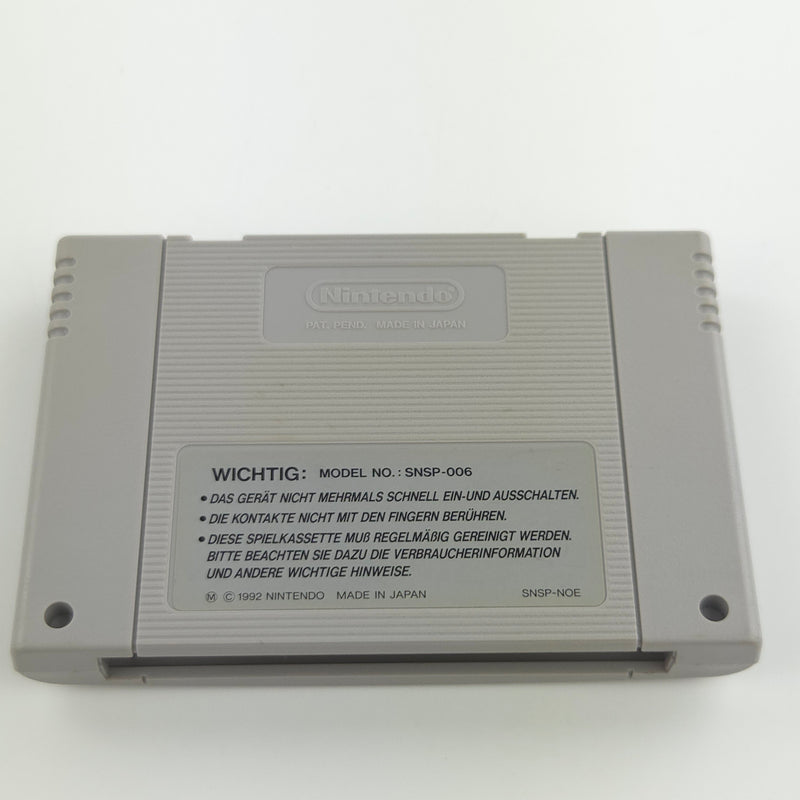 Nintendo
PAT. PEND. MADE IN JAPAN
WICHTIG: MODEL NO.: SNSP-006
• DAS GERÄT NICHT MEHRMALS SCHNELL EIN-UND AUSSCHALTEN.
• DIE KONTAKTE NICHT MIT DEN FINGERN BERÜHREN.
• DIESE SPIELKASSETTE MUß REGELMÄßIG GEREINIGT WERDEN.
BITTE BEACHTEN SIE DAZU DIE VERBRAUCHERINFORMATION
UND ANDERE WICHTIGE HINWEISE.
Ⓜ © 1992 NINTENDO MADE IN JAPAN SNSP-NOE